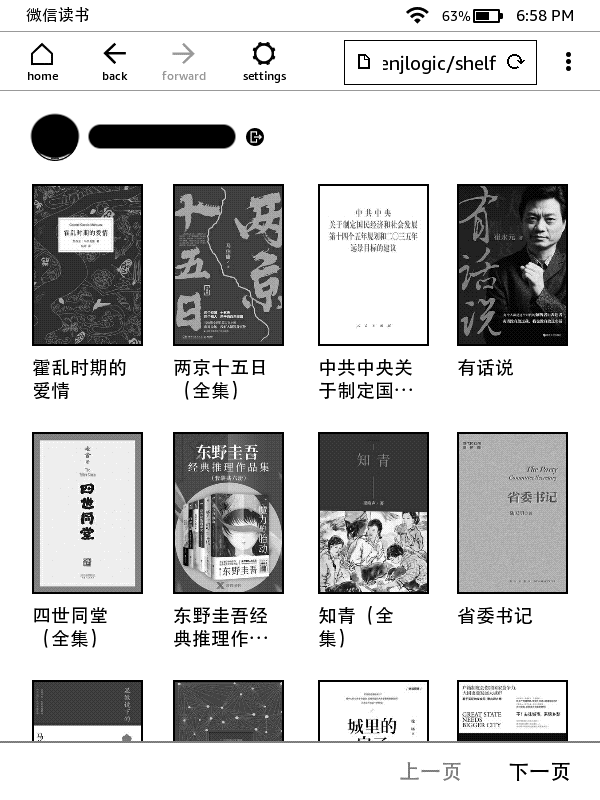 微信读书
63%
6:58 PM
home
back
forward
settings
enjlogic/shelf
霍乱时期的爱情
两京
十五日
中共中央
关于制定国民经济和社会发展
第十四个五年规划和二〇三五年
远景目标的建议
有话说
崔永元
霍乱时期的
爱情
两京十五日
（全集）
中共中央关
于制定国…
有话说
四世同堂
东野圭吾
经典推理作品集
东野圭吾
知青
The Party
Committee Secretary
省委书记
四世同堂
（全集）
东野圭吾经
典推理作…
知青（全
集）
省委书记
城里的
GREAT STATE
NEEDS
BIGGER CITY
上一页
下一页